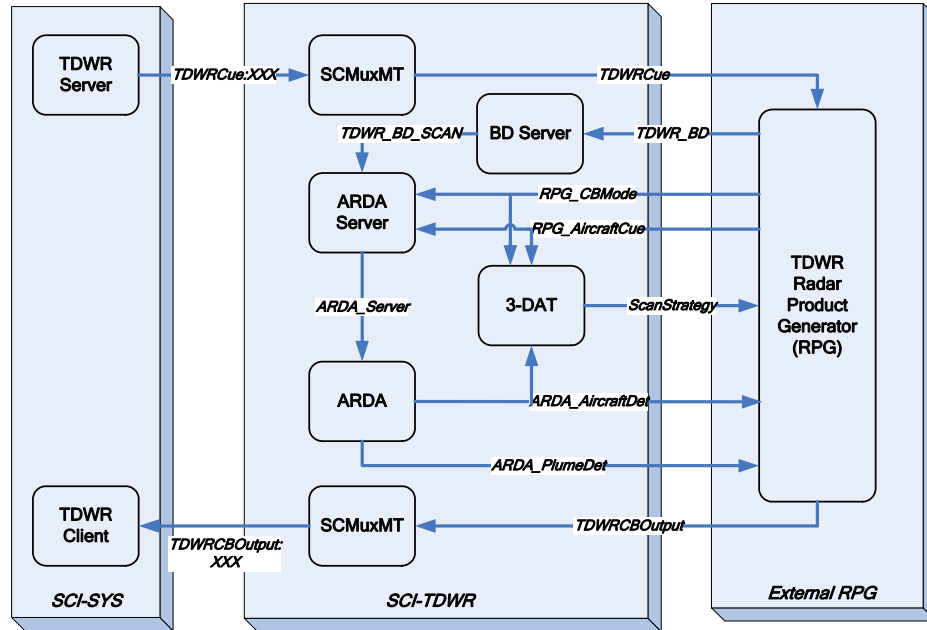 TDWR
Server
TDWRCue:XXX
SCMuxMT
TDWRCue
BD Server
TDWR_BD_SCAN
TDWR_BD
ARDA
Server
RPG_CBMode
RPG_AircraftCue
TDWR
Radar
Product
Generator
(RPG)
3-DAT
ScanStrategy
ARDA_Server
ARDA
ARDA_AircraftDet
ARDA_PlumeDet
TDWR
Client
TDWRCBOutput:
XXX
SCMuxMT
TDWRCBOutput
SCI-SYS
SCI-TDWR
External RPG